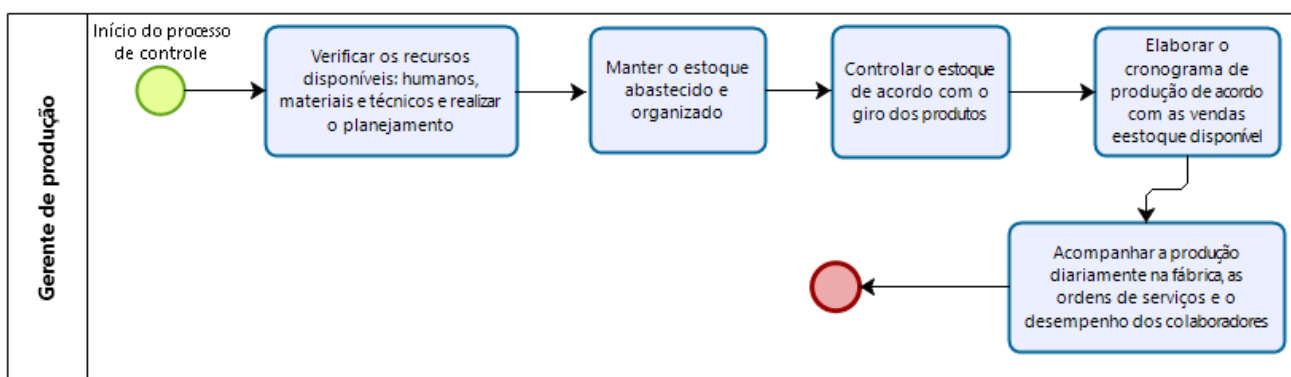 Gerente de produção
Início do processo
de controle
Verificar os recursos
disponíveis: humanos,
materiais e técnicos e realizar
o planejamento
Manter o estoque
abastecido e
organizado
Controlar o estoque
de acordo com o
giro dos produtos
Elaborar o
cronograma de
produção de acordo
com as vendas
eestoque disponível
Acompanhar a produção
diariamente na fábrica, as
ordens de serviços e o
desempenho dos colaboradores